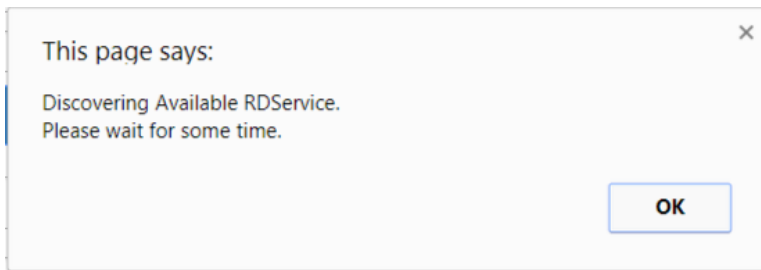 This page says:
Discovering Available RDService.
Please wait for some time.
OK